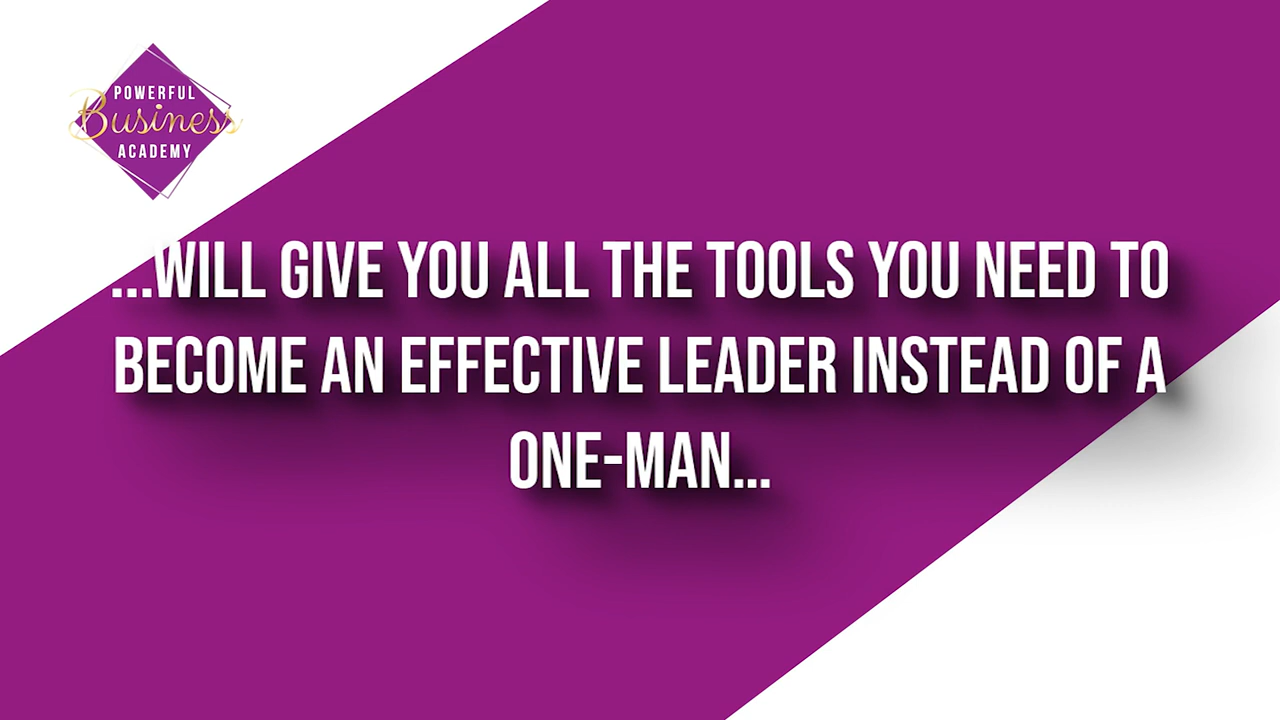 POWERFUL
Business
ACADEMY
...WILL GIVE YOU ALL THE TOOLS YOU NEED TO
BECOME AN EFFECTIVE LEADER INSTEAD OF A
ONE-MAN...